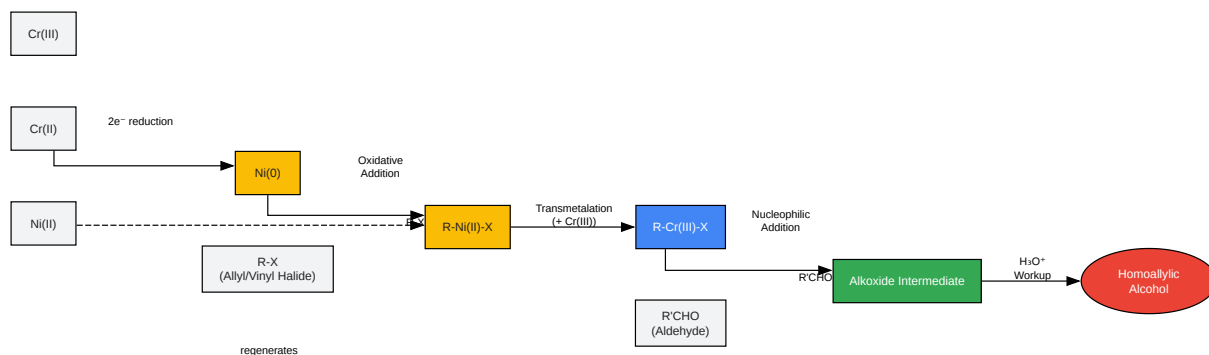 Cr(III)
Cr(II)
2e⁻ reduction
Ni(0)
Oxidative
Addition
Ni(II)
R-X
R-Ni(II)-X
Transmetalation
(+ Cr(III))
R-Cr(III)-X
Nucleophilic
Addition
R-X
(Allyl/Vinyl Halide)
R'CHO
Alkoxide Intermediate
H₃O⁺
Workup
Homoallylic
Alcohol
R'CHO
(Aldehyde)
regenerates